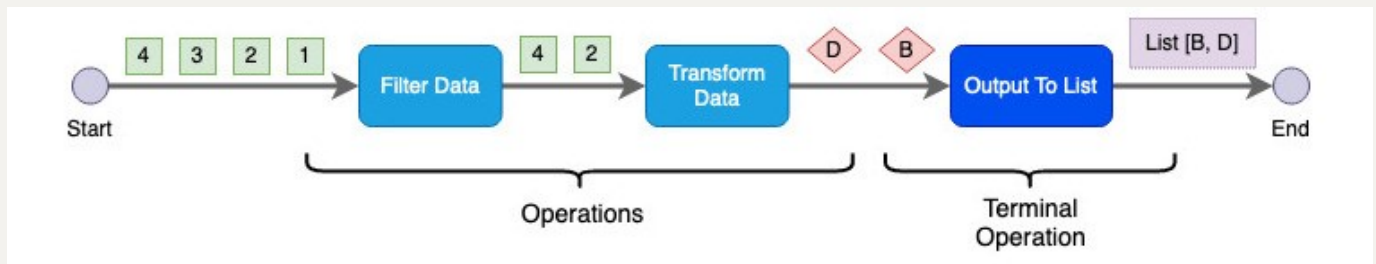 4 3 2 1
4 2
D B
List [B, D]
Start
Filter Data
Transform
Data
Output To List
End
Operations
Terminal
Operation